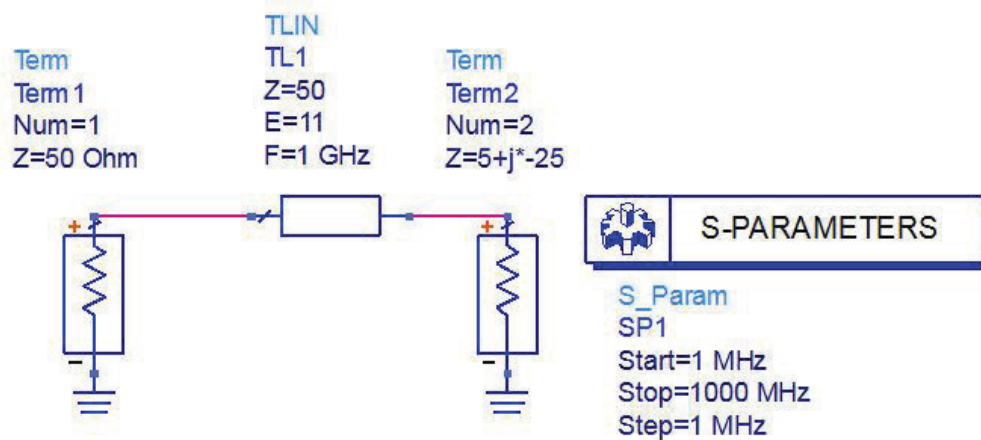 Term
Term1
Num=1
Z=50 Ohm
TLIN
TL1
Z=50
E=11
F=1 GHz
Term
Term2
Num=2
Z=5+j*-25
+
-
+
-
S-PARAMETERS
S_Param
SP1
Start=1 MHz
Stop=1000 MHz
Step=1 MHz